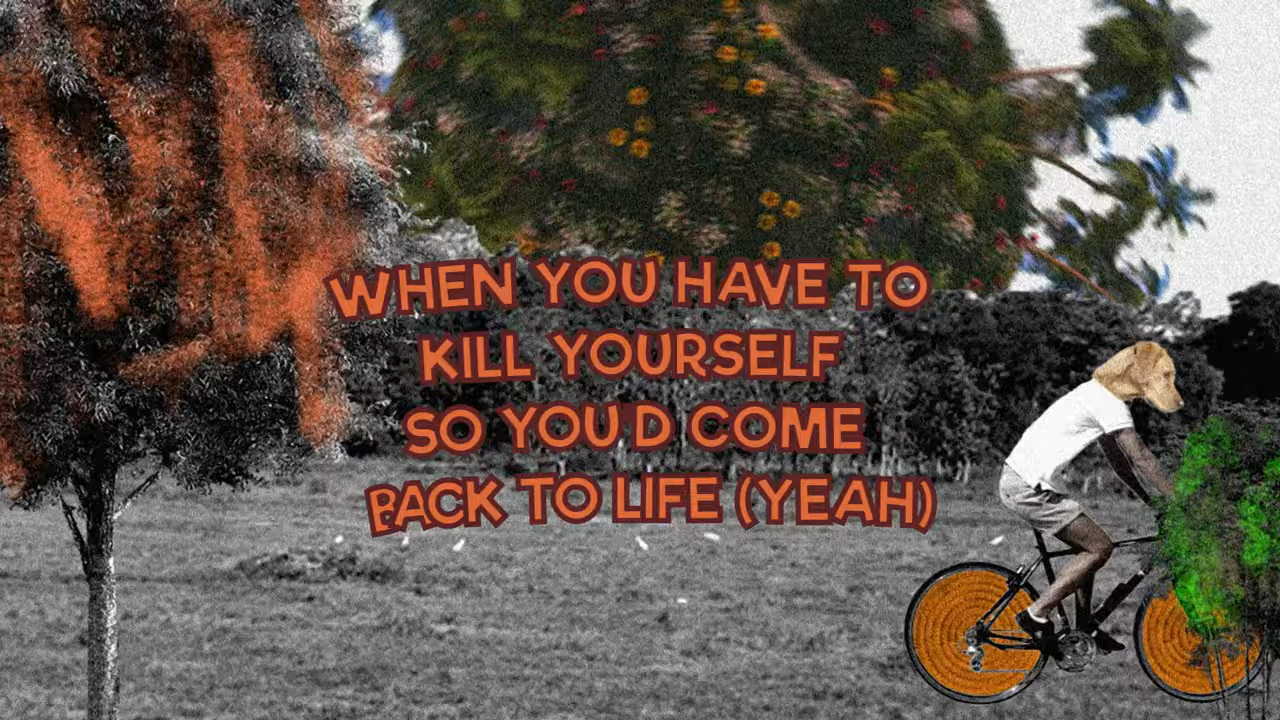 WHEN YOU HAVE TO
KILL YOURSELF
SO YOU'D COME
BACK TO LIFE (YEAH)